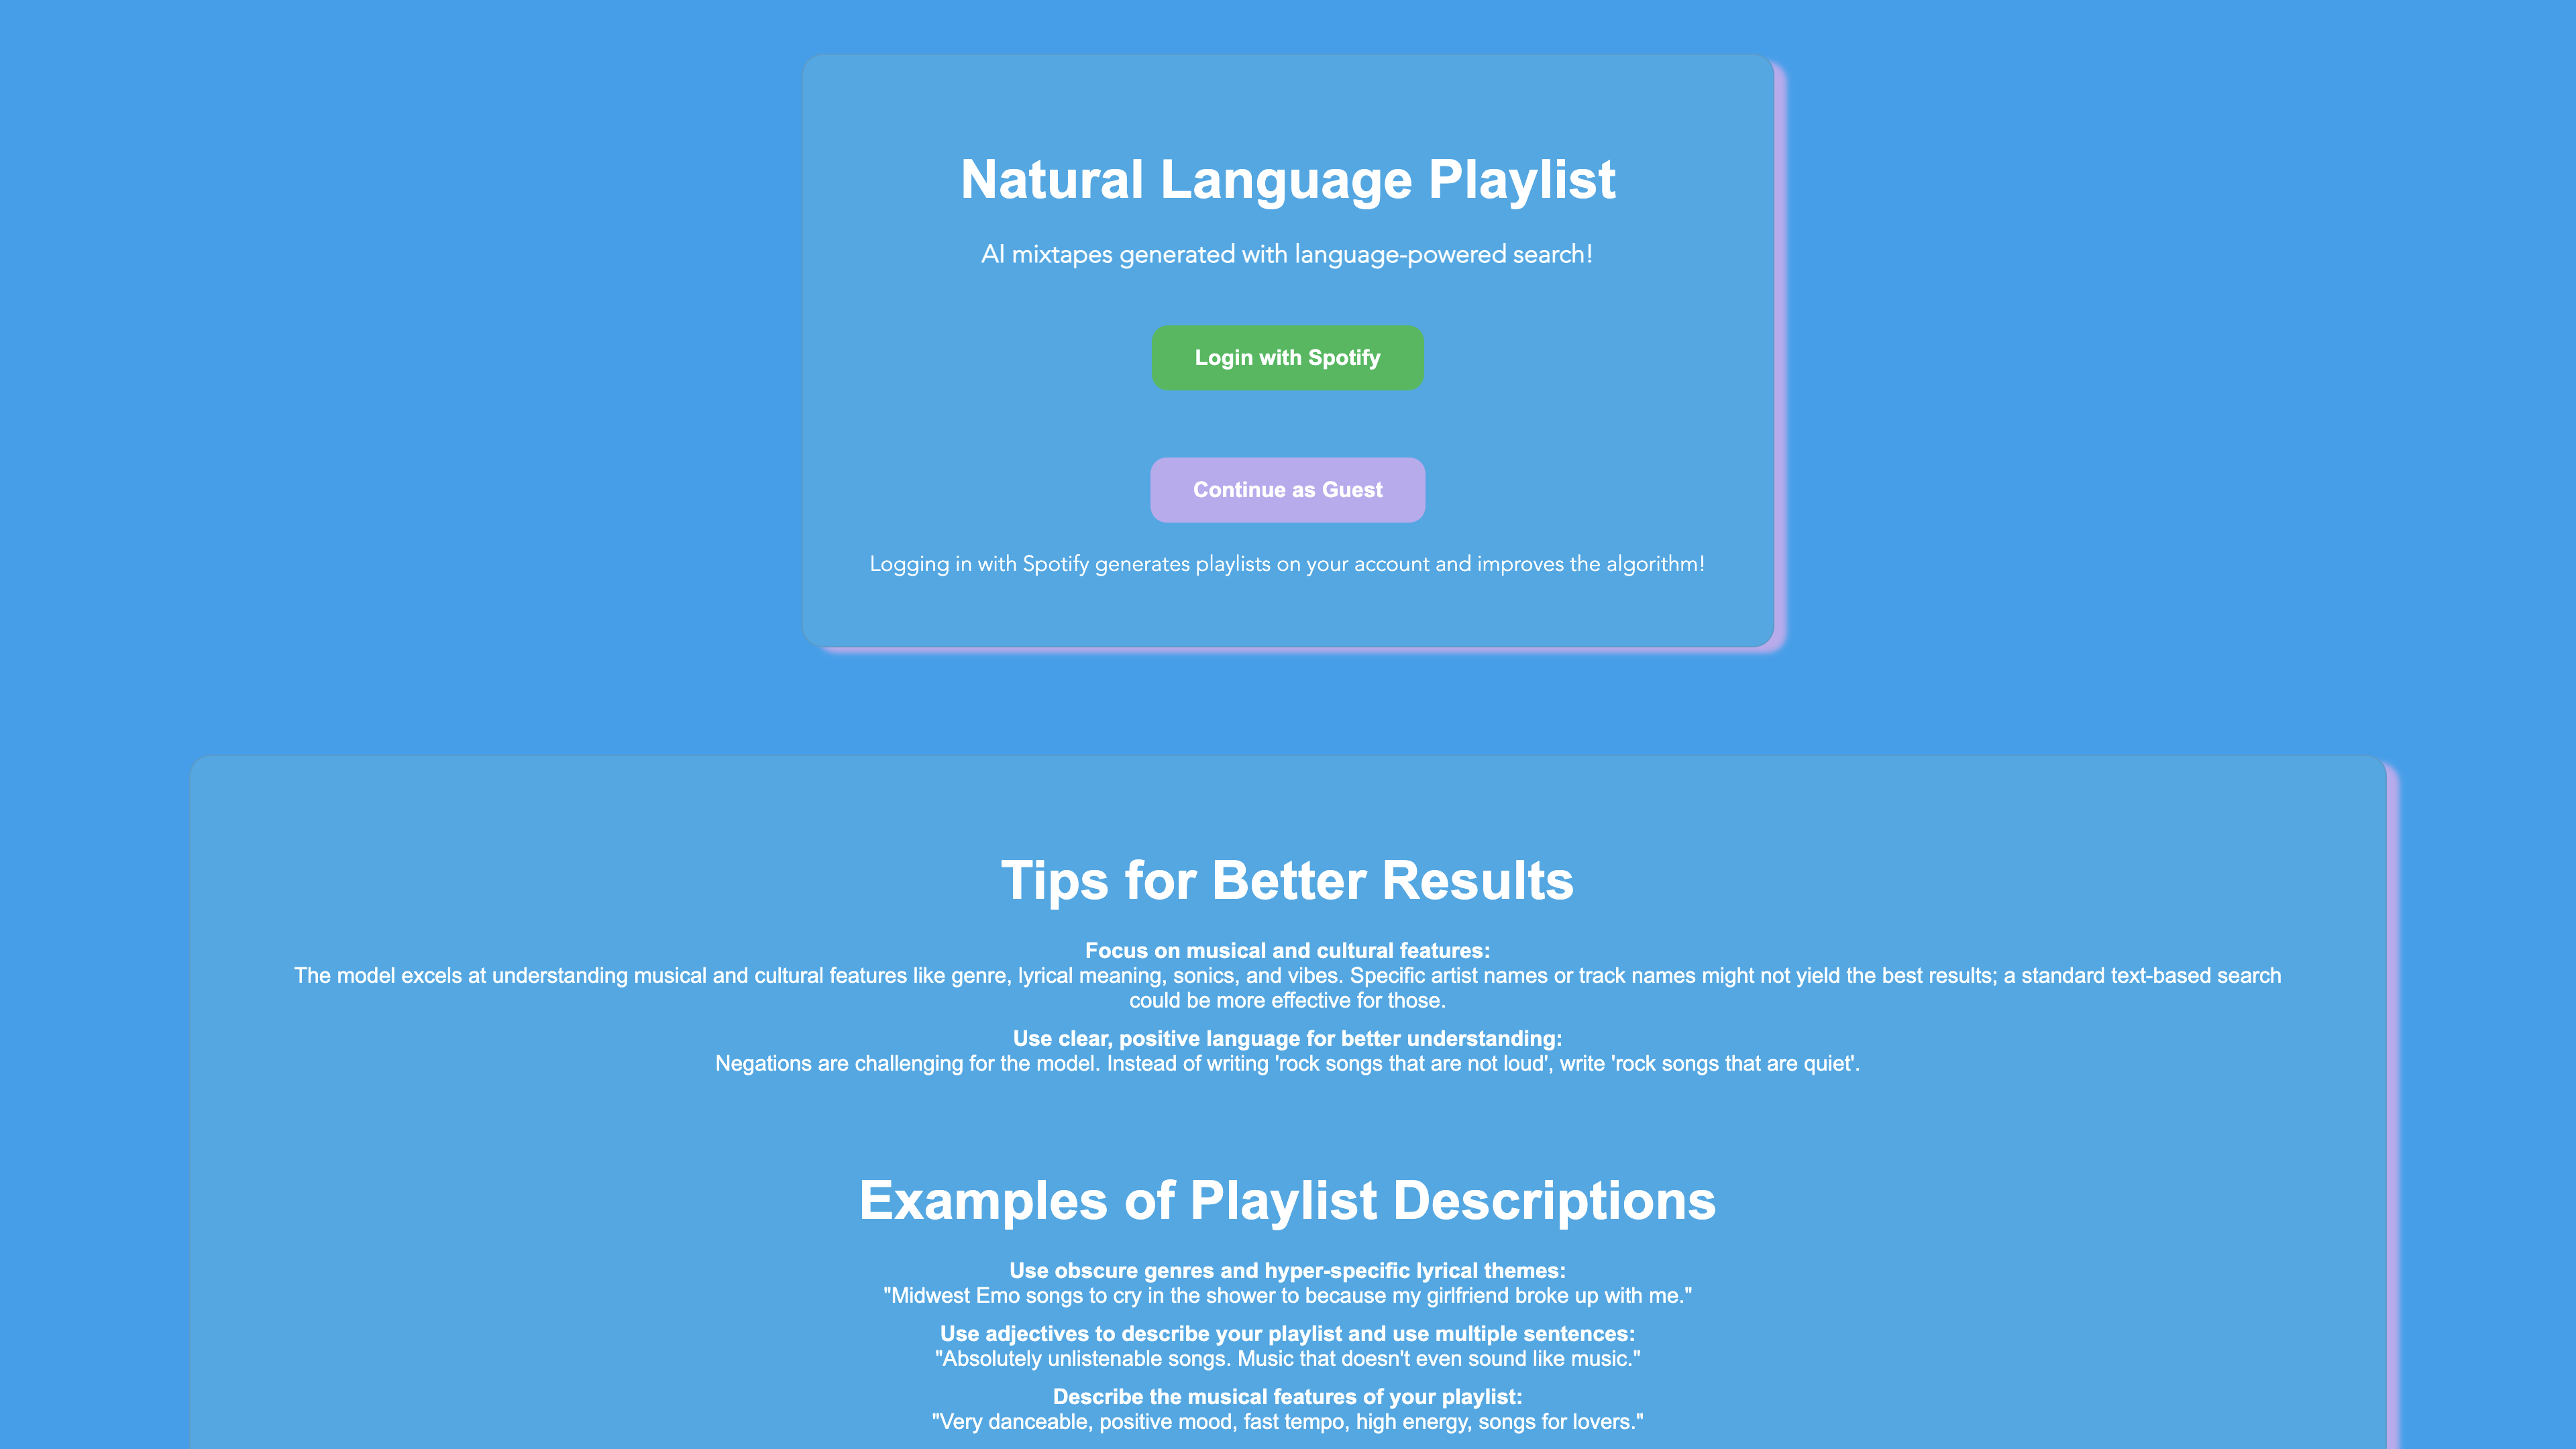 Natural Language Playlist
AI mixtapes generated with language-powered search!
Login with Spotify
Continue as Guest
Logging in with Spotify generates playlists on your account and improves the algorithm!
Tips for Better Results
Focus on musical and cultural features:
The model excels at understanding musical and cultural features like genre, lyrical meaning, sonics, and vibes. Specific artist names or track names might not yield the best results; a standard text-based search
could be more effective for those.
Use clear, positive language for better understanding:
Negations are challenging for the model. Instead of writing 'rock songs that are not loud', write 'rock songs that are quiet'.
Examples of Playlist Descriptions
Use obscure genres and hyper-specific lyrical themes:
"Midwest Emo songs to cry in the shower to because my girlfriend broke up with me."
Use adjectives to describe your playlist and use multiple sentences:
"Absolutely unlistenable songs. Music that doesn't even sound like music."
Describe the musical features of your playlist:
"Very danceable, positive mood, fast tempo, high energy, songs for lovers."